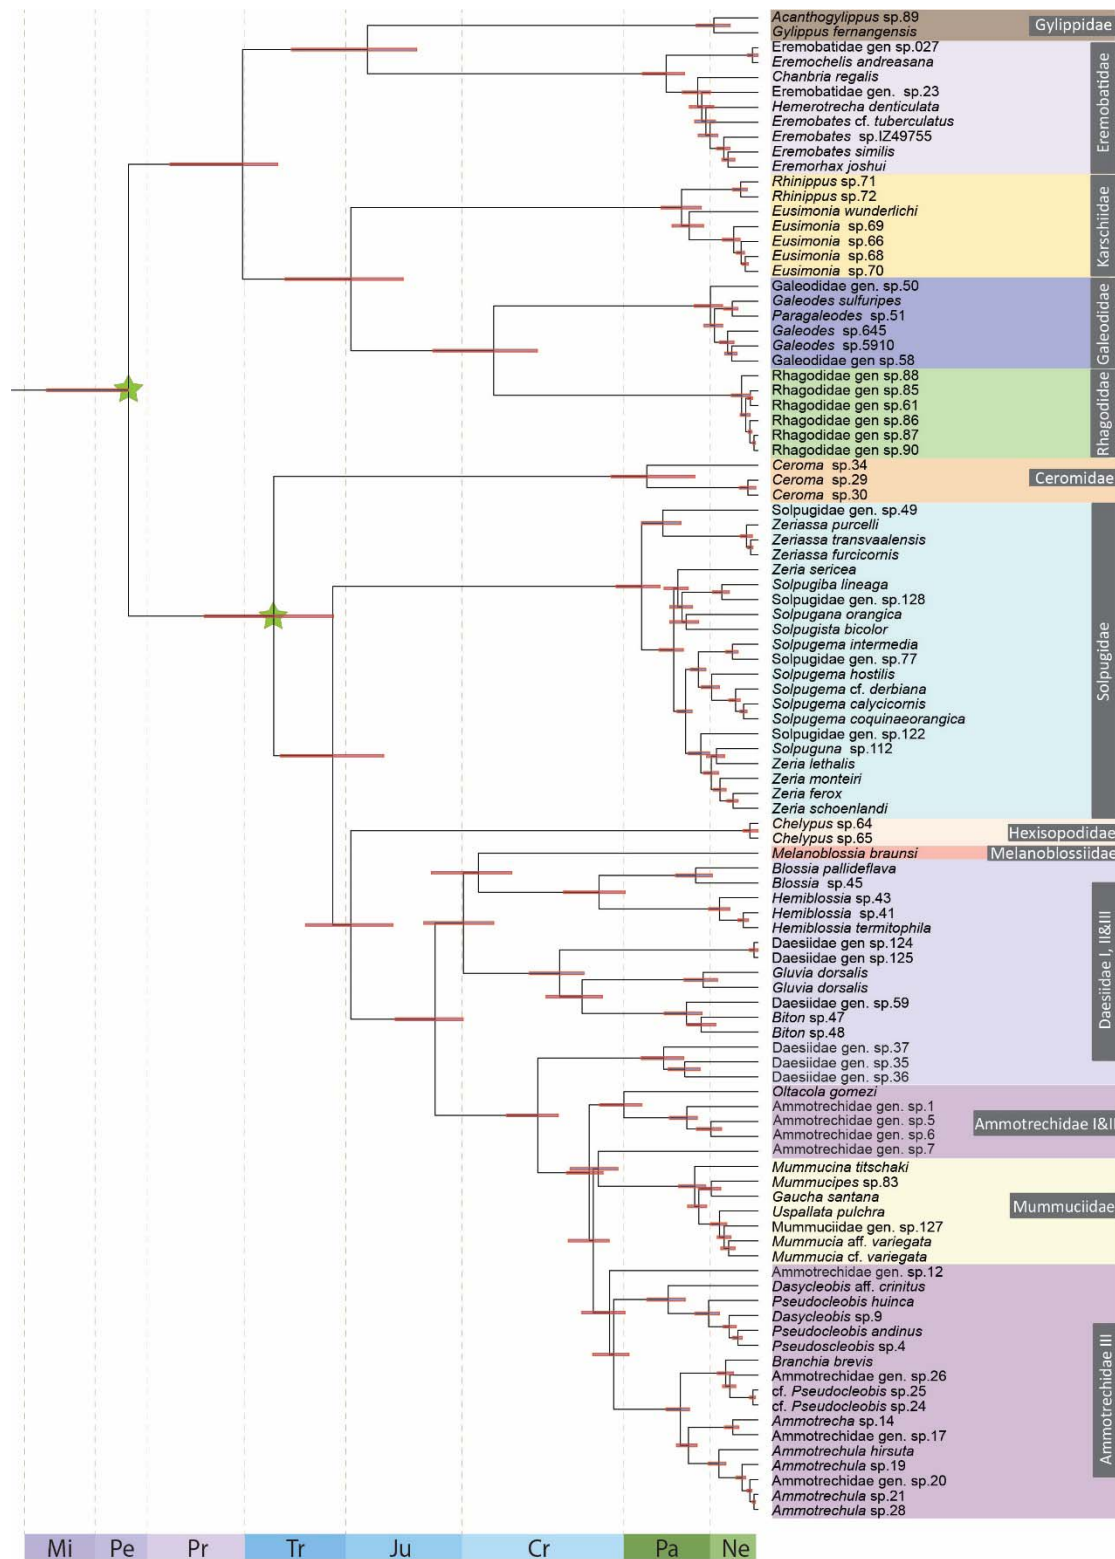 Acanthogylippus sp.89
Gylippus fernangensis
Gylippidae
Eremobatidae gen sp.027
Eremochelis andreasana
Chanbria regalis
Eremobatidae gen. sp.23
Hemerotrecha denticulata
Eremobates cf. tuberculatus
Eremobates sp.IZ49755
Eremobates similis
Eremorhax joshui
Eremobatidae
Rhinippus sp.71
Rhinippus sp.72
Eusimonia wunderlichi
Eusimonia sp.69
Eusimonia sp.66
Eusimonia sp.68
Eusimonia sp.70
Karschiidae
Galeodidae gen. sp.50
Galeodes sulfuripes
Paragaleodes sp.51
Galeodes sp.645
Galeodes sp.5910
Galeodidae gen sp.58
Galeodidae
Rhagodidae gen sp.88
Rhagodidae gen sp.85
Rhagodidae gen sp.61
Rhagodidae gen sp.86
Rhagodidae gen sp.87
Rhagodidae gen sp.90
Rhagodidae
Ceroma sp.34
Ceroma sp.29
Ceroma sp.30
Ceromidae
Solpugidae gen. sp.49
Zeriassa purcelli
Zeriassa transvaalensis
Zeriassa furcicornis
Zeria sericea
Solpugiba lineaga
Solpugidae gen. sp.128
Solpugana orangica
Solpugista bicolor
Solpugema intermedia
Solpugidae gen. sp.77
Solpugema hostilis
Solpugema cf. derbiana
Solpugema calycicornis
Solpugema coquinaeorangica
Solpugidae gen. sp.122
Solpuguna sp.112
Zeria lethalis
Zeria monteiri
Zeria ferox
Zeria schoenlandi
Solpugidae
Chelypus sp.64
Chelypus sp.65
Hexisopodidae
Melanoblossia braunsi
Melanoblossiidae
Blossia pallideflava
Blossia sp.45
Hemiblossia sp.43
Hemiblossia sp.41
Hemiblossia termitophila
Daesiidae gen sp.124
Daesiidae gen sp.125
Gluvia dorsalis
Gluvia dorsalis
Daesiidae gen. sp.59
Biton sp.47
Biton sp.48
Daesiidae gen. sp.37
Daesiidae gen. sp.35
Daesiidae gen. sp.36
Daesiidae I, II&III
Oltacola gomezi
Ammotrechidae gen. sp.1
Ammotrechidae gen. sp.5
Ammotrechidae gen. sp.6
Ammotrechidae gen. sp.7
Ammotrechidae I&II
Mummucina titschaki
Mummucipes sp.83
Gaucha santana
Uspallata pulchra
Mummuciidae gen. sp.127
Mummucia aff. variegata
Mummucia cf. variegata
Mummuciidae
Ammotrechidae gen. sp.12
Dasycleobis aff. crinitus
Pseudocleobis huinca
Dasycleobis sp.9
Pseudocleobis andinus
Pseudoscleobis sp.4
Branchia brevis
Ammotrechidae gen. sp.26
cf. Pseudocleobis sp.25
cf. Pseudocleobis sp.24
Ammotrecha sp.14
Ammotrechidae gen. sp.17
Ammotrechula hirsuta
Ammotrechula sp.19
Ammotrechidae gen. sp.20
Ammotrechula sp.21
Ammotrechula sp.28
Ammotrechidae III
Mi Pe Pr Tr Ju Cr Pa Ne